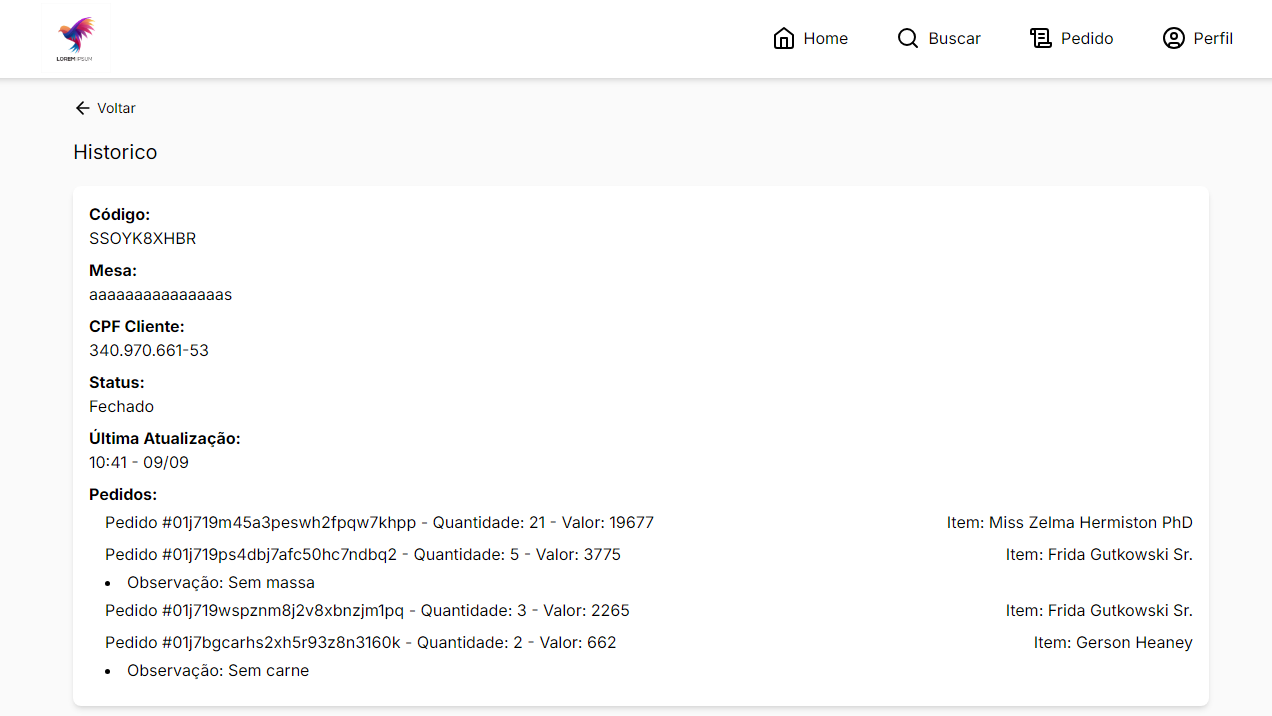 LOREM IPSUM
Home Buscar Pedido Perfil
Voltar
Historico
Código:
SSOYK8XHBR
Mesa:
aaaaaaaaaaaaaaas
CPF Cliente:
340.970.661-53
Status:
Fechado
Última Atualização:
10:41 - 09/09
Pedidos:
Pedido #01j719m45a3peswh2fpqw7khpp - Quantidade: 21 - Valor: 19677 Item: Miss Zelma Hermiston PhD
Pedido #01j719ps4dbj7afc50hc7ndbq2 - Quantidade: 5 - Valor: 3775 Item: Frida Gutkowski Sr.
• Observação: Sem massa
Pedido #01j719wspznm8j2v8xbnzjm1pq - Quantidade: 3 - Valor: 2265 Item: Frida Gutkowski Sr.
Pedido #01j7bgcarhs2xh5r93z8n3160k - Quantidade: 2 - Valor: 662 Item: Gerson Heaney
• Observação: Sem carne